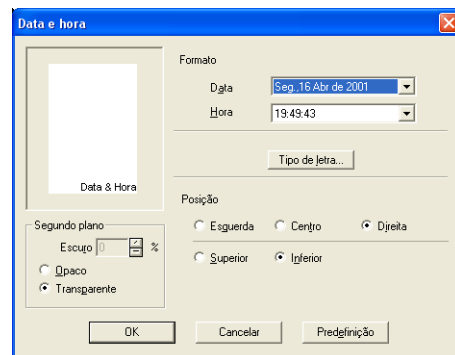 Data e hora
Formato
Data Seg.,16 Abr de 2001
Hora 19:49:43
Tipo de letra...
Data & Hora
Posição
Esguerda Centro Direita
Superior Inferior
Segundo plano
Escuro 0 %
Opaco
Transparente
OK Cancelar Predefinição